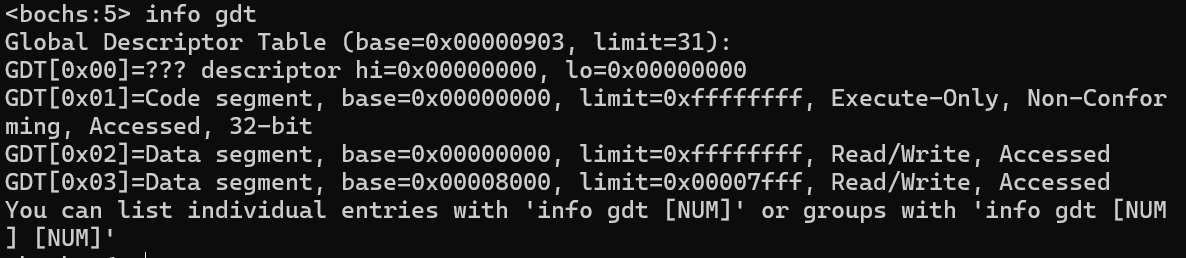 <bochs:5> info gdt
Global Descriptor Table (base=0x00000903, limit=31):
GDT[0x00]=??? descriptor hi=0x00000000, lo=0x00000000
GDT[0x01]=Code segment, base=0x00000000, limit=0xffffffff, Execute-Only, Non-Confor
ming, Accessed, 32-bit
GDT[0x02]=Data segment, base=0x00000000, limit=0xffffffff, Read/Write, Accessed
GDT[0x03]=Data segment, base=0x00008000, limit=0x00007fff, Read/Write, Accessed
You can list individual entries with 'info gdt [NUM]' or groups with 'info gdt [NUM
] [NUM]'